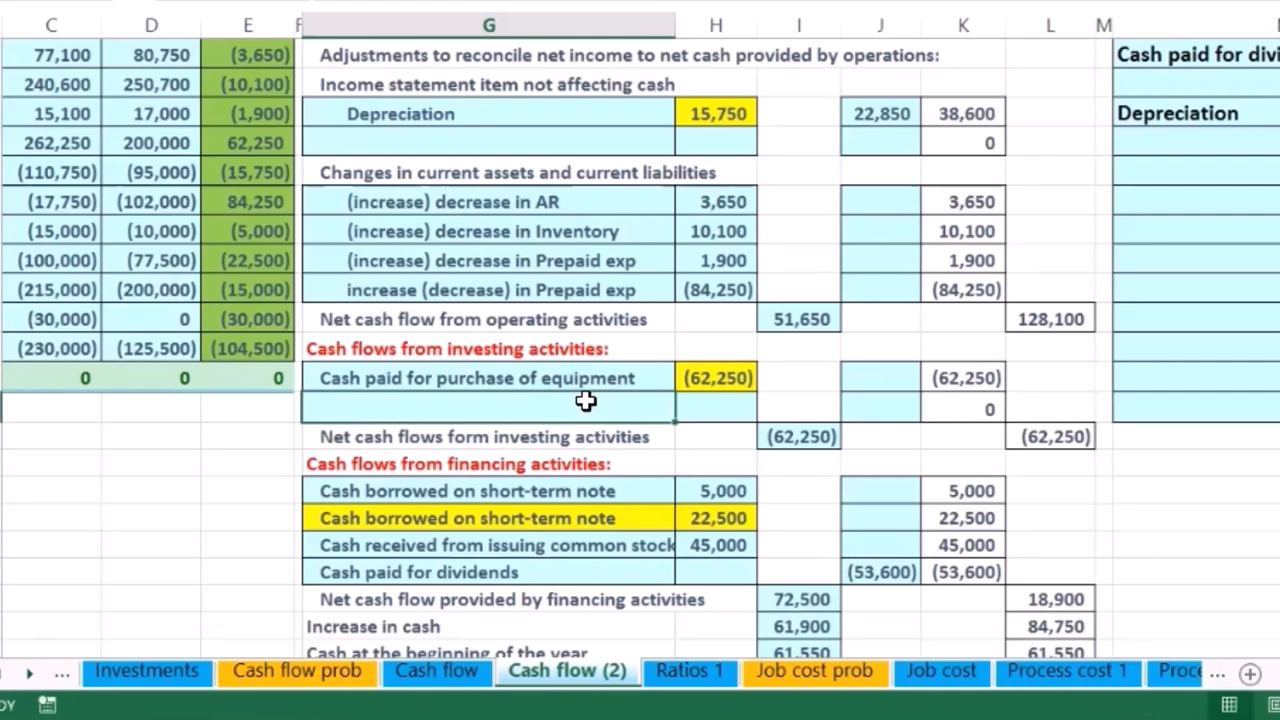 C D E F G H I J K L M
77,100 80,750 (3,650) Adjustments to reconcile net income to net cash provided by operations: Cash paid for divi
240,600 250,700 (10,100) Income statement item not affecting cash
15,100 17,000 (1,900) Depreciation 15,750 22,850 38,600 Depreciation
262,250 200,000 62,250 0
(110,750) (95,000) (15,750) Changes in current assets and current liabilities
(17,750) (102,000) 84,250 (increase) decrease in AR 3,650 3,650
(15,000) (10,000) (5,000) (increase) decrease in Inventory 10,100 10,100
(100,000) (77,500) (22,500) (increase) decrease in Prepaid exp 1,900 1,900
(215,000) (200,000) (15,000) increase (decrease) in Prepaid exp (84,250) (84,250)
(30,000) 0 (30,000) Net cash flow from operating activities 51,650 128,100
(230,000) (125,500) (104,500) Cash flows from investing activities:
0 0 0 Cash paid for purchase of equipment (62,250) (62,250)
0
Net cash flows form investing activities (62,250) (62,250)
Cash flows from financing activities:
Cash borrowed on short-term note 5,000 5,000
Cash borrowed on short-term note 22,500 22,500
Cash received from issuing common stock 45,000 45,000
Cash paid for dividends (53,600) (53,600)
Net cash flow provided by financing activities 72,500 18,900
Increase in cash 61,900 84,750
Cash at the beginning of the year 61,550 61,550
... Investments Cash flow prob Cash flow Cash flow (2) Ratios 1 Job cost prob Job cost Process cost 1 Proce ...
DY